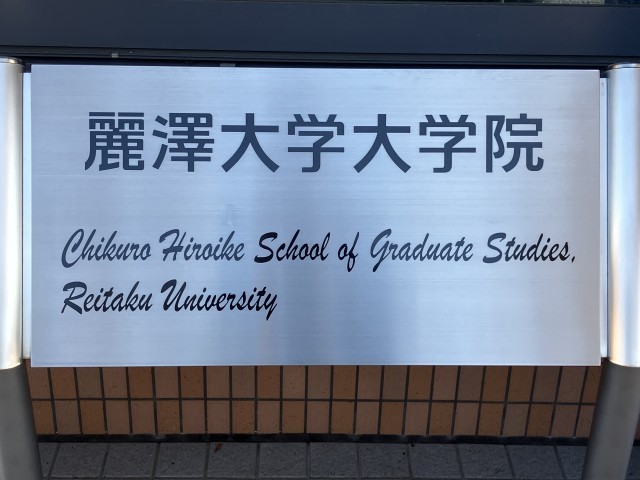 麗澤大学大学院
Chikuro Hiroike School of Graduate Studies,
Reitaku University